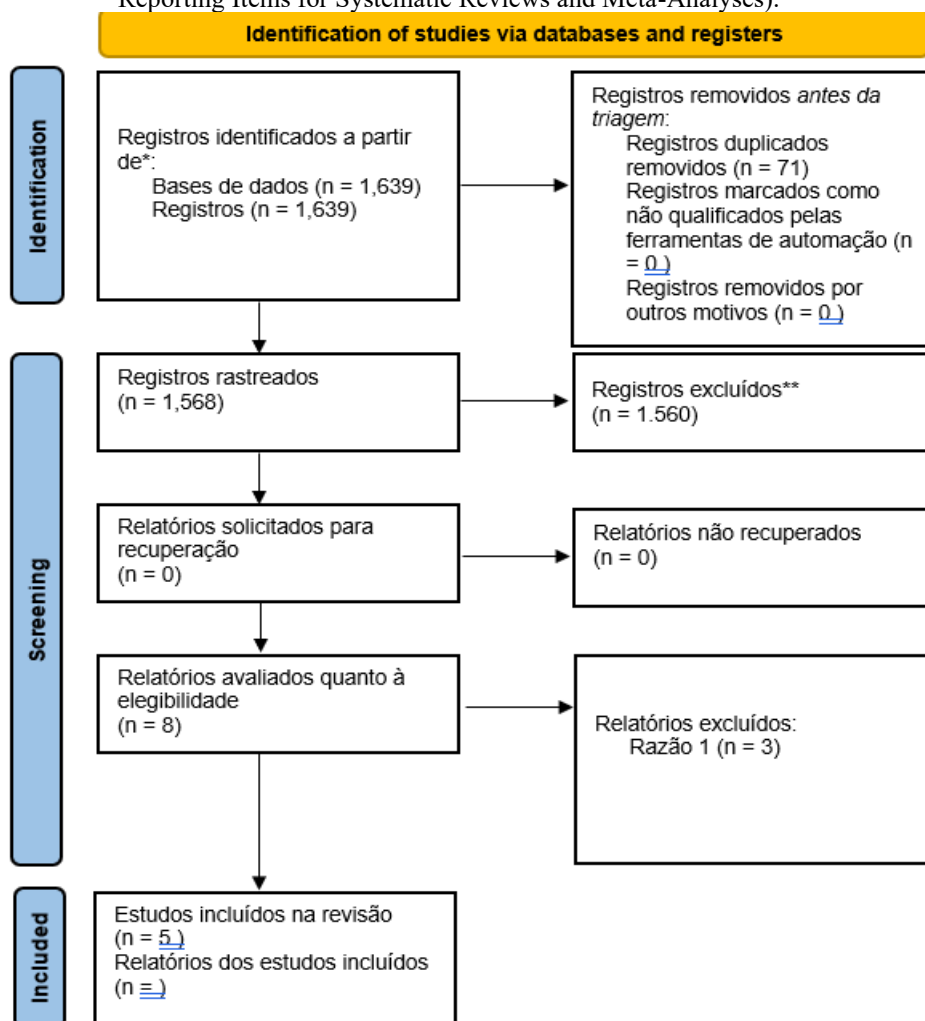 Reporting Items for Systematic Reviews and Meta-Analyses).
Identification of studies via databases and registers
Identification
Registros identificados a partir
de*:
Bases de dados (n = 1,639)
Registros (n = 1,639)
Registros removidos antes da
triagem:
Registros duplicados
removidos (n = 71)
Registros marcados como
não qualificados pelas
ferramentas de automação (n
= 0 )
Registros removidos por
outros motivos (n = 0 )
Screening
Registros rastreados
(n = 1,568)
Registros excluídos**
(n = 1.560)
Relatórios solicitados para
recuperação
(n = 0)
Relatórios não recuperados
(n = 0)
Relatórios avaliados quanto à
elegibilidade
(n = 8)
Relatórios excluídos:
Razão 1 (n = 3)
Included
Estudos incluídos na revisão
(n = 5 )
Relatórios dos estudos incluídos
(n = )